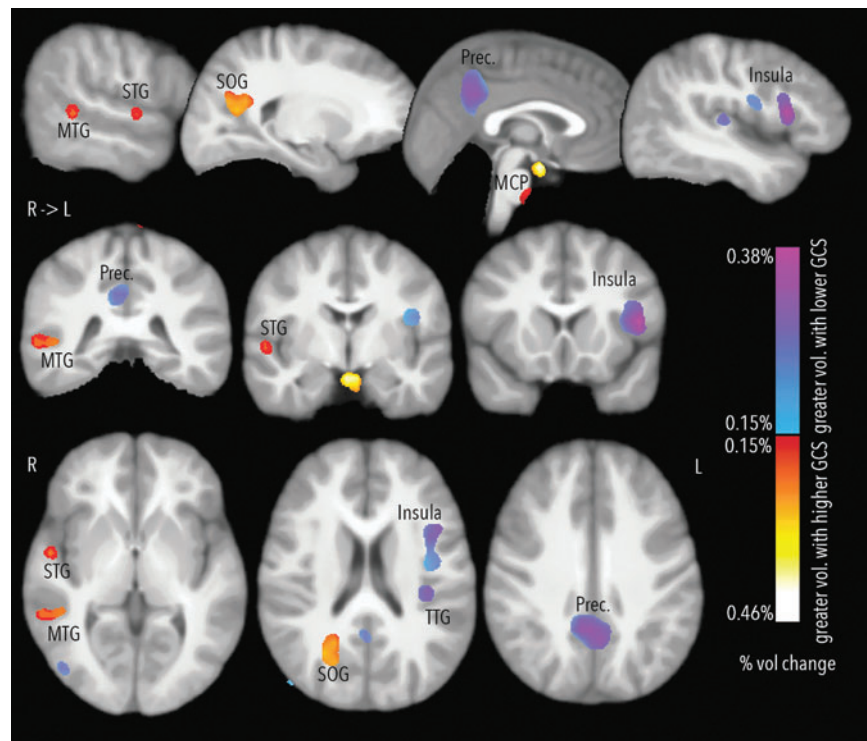 STG
MTG
SOG
Prec.
Insula
MCP
R -> L
Prec.
MTG
STG
Insula
0.38%
greater vol. with lower GCS
0.15%
0.15%
greater vol. with higher GCS
0.46%
% vol change
R
STG
MTG
Insula
TTG
SOG
Prec.
L